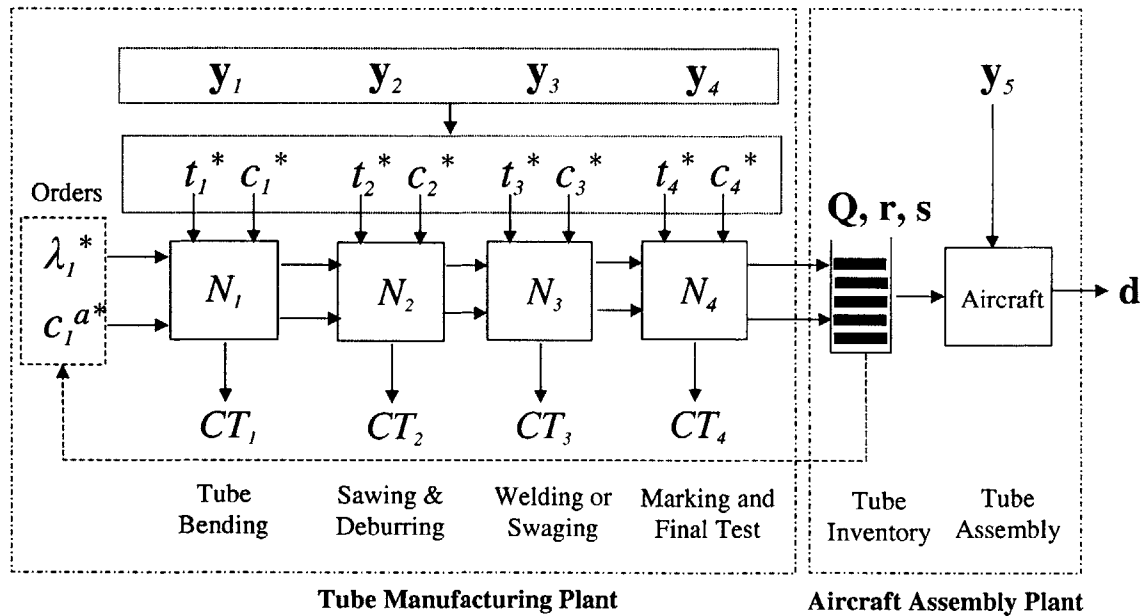 y₁ y₂ y₃ y₄ y₅
Orders
t₁* c₁* t₂* c₂* t₃* c₃* t₄* c₄*
Q, r, s
λ₁*
c₁ᵃ*
N₁ N₂ N₃ N₄ Aircraft d
CT₁ CT₂ CT₃ CT₄
Tube Sawing & Welding or Marking and Tube Tube
Bending Deburring Swaging Final Test Inventory Assembly
Tube Manufacturing Plant Aircraft Assembly Plant